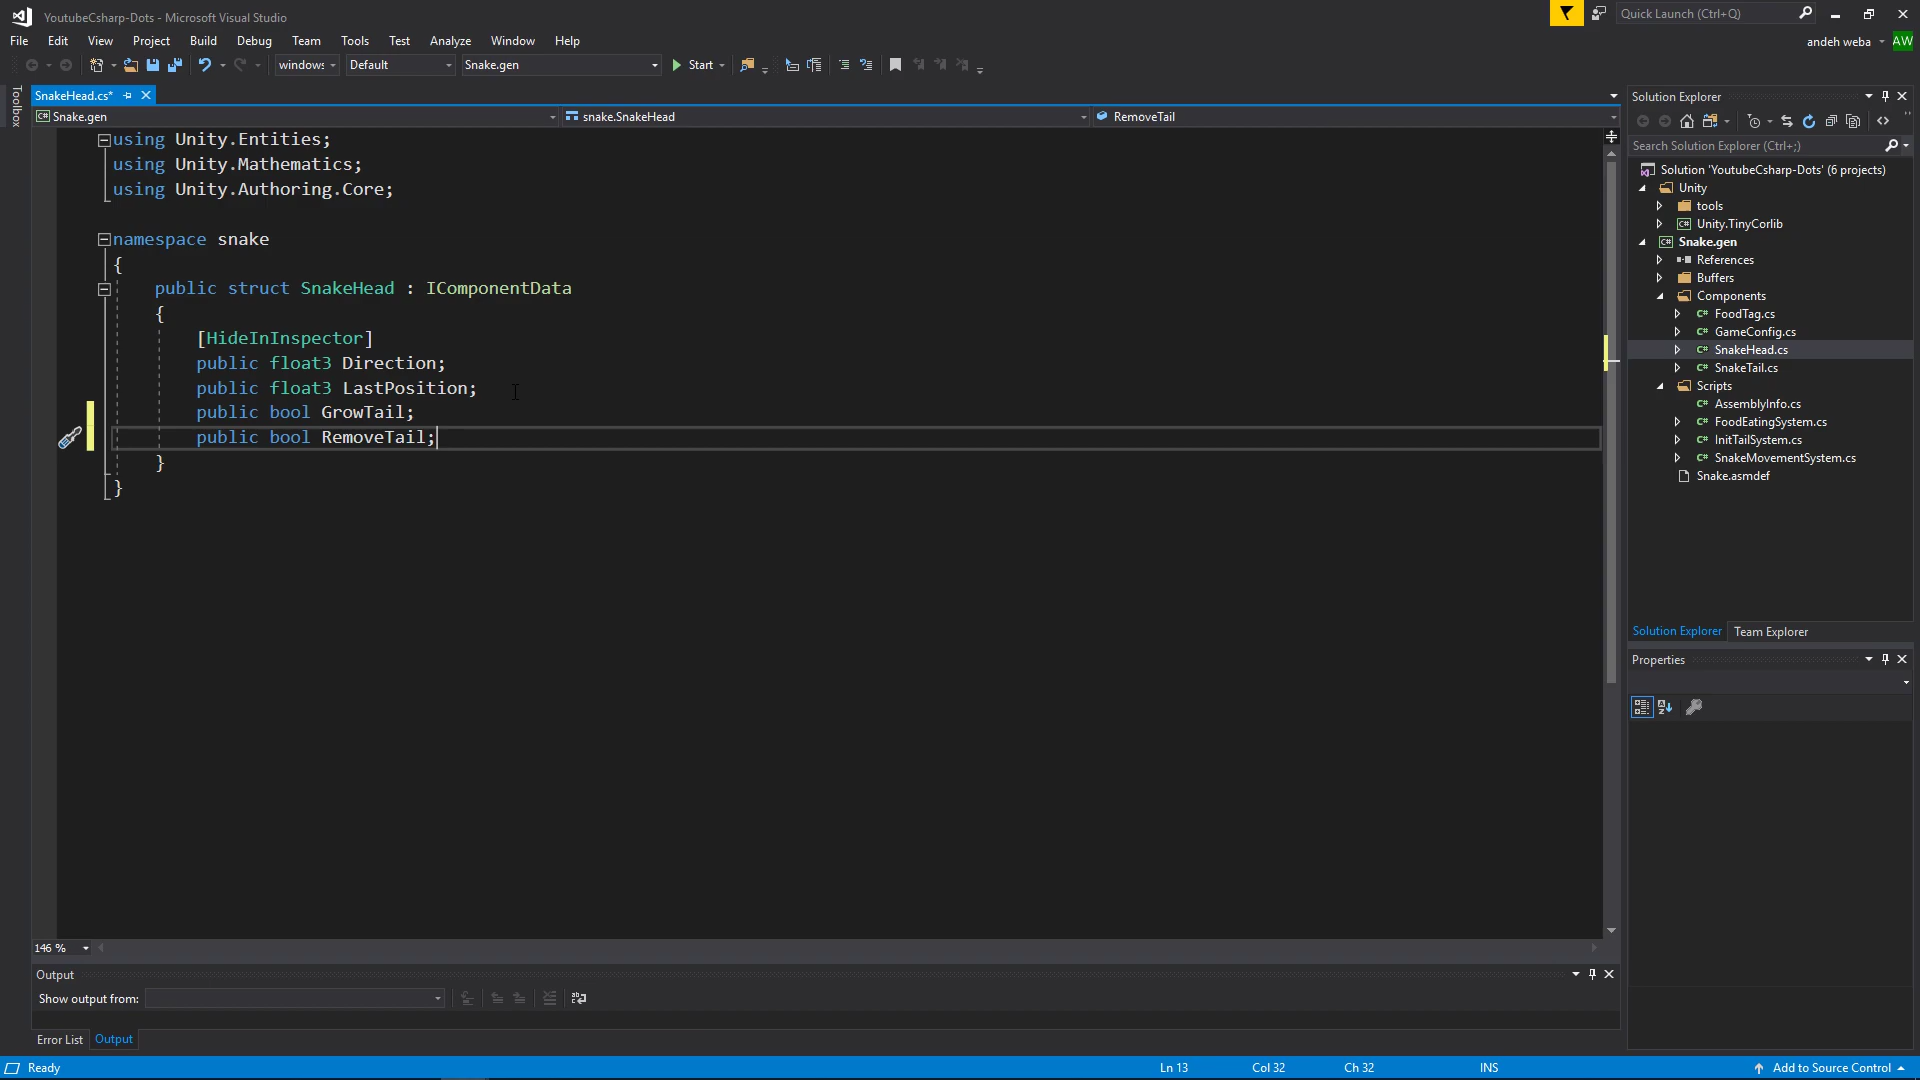 YoutubeCsharp-Dots - Microsoft Visual Studio
Quick Launch (Ctrl+Q)
File Edit View Project Build Debug Team Tools Test Analyze Window Help
andeh weba AW
windows Default Snake.gen Start
Toolbox
SnakeHead.cs*
Snake.gen snake.SnakeHead RemoveTail
using Unity.Entities;
using Unity.Mathematics;
using Unity.Authoring.Core;
namespace snake
{
public struct SnakeHead : IComponentData
{
[HideInInspector]
public float3 Direction;
public float3 LastPosition;
public bool GrowTail;
public bool RemoveTail;
}
}
146 %
Output
Show output from:
Error List Output
Solution Explorer
Search Solution Explorer (Ctrl+;)
Solution 'YoutubeCsharp-Dots' (6 projects)
Unity
tools
Unity.TinyCorlib
Snake.gen
References
Buffers
Components
FoodTag.cs
GameConfig.cs
SnakeHead.cs
SnakeTail.cs
Scripts
AssemblyInfo.cs
FoodEatingSystem.cs
InitTailSystem.cs
SnakeMovementSystem.cs
Snake.asmdef
Solution Explorer Team Explorer
Properties
Ready Ln 13 Col 32 Ch 32 INS Add to Source Control